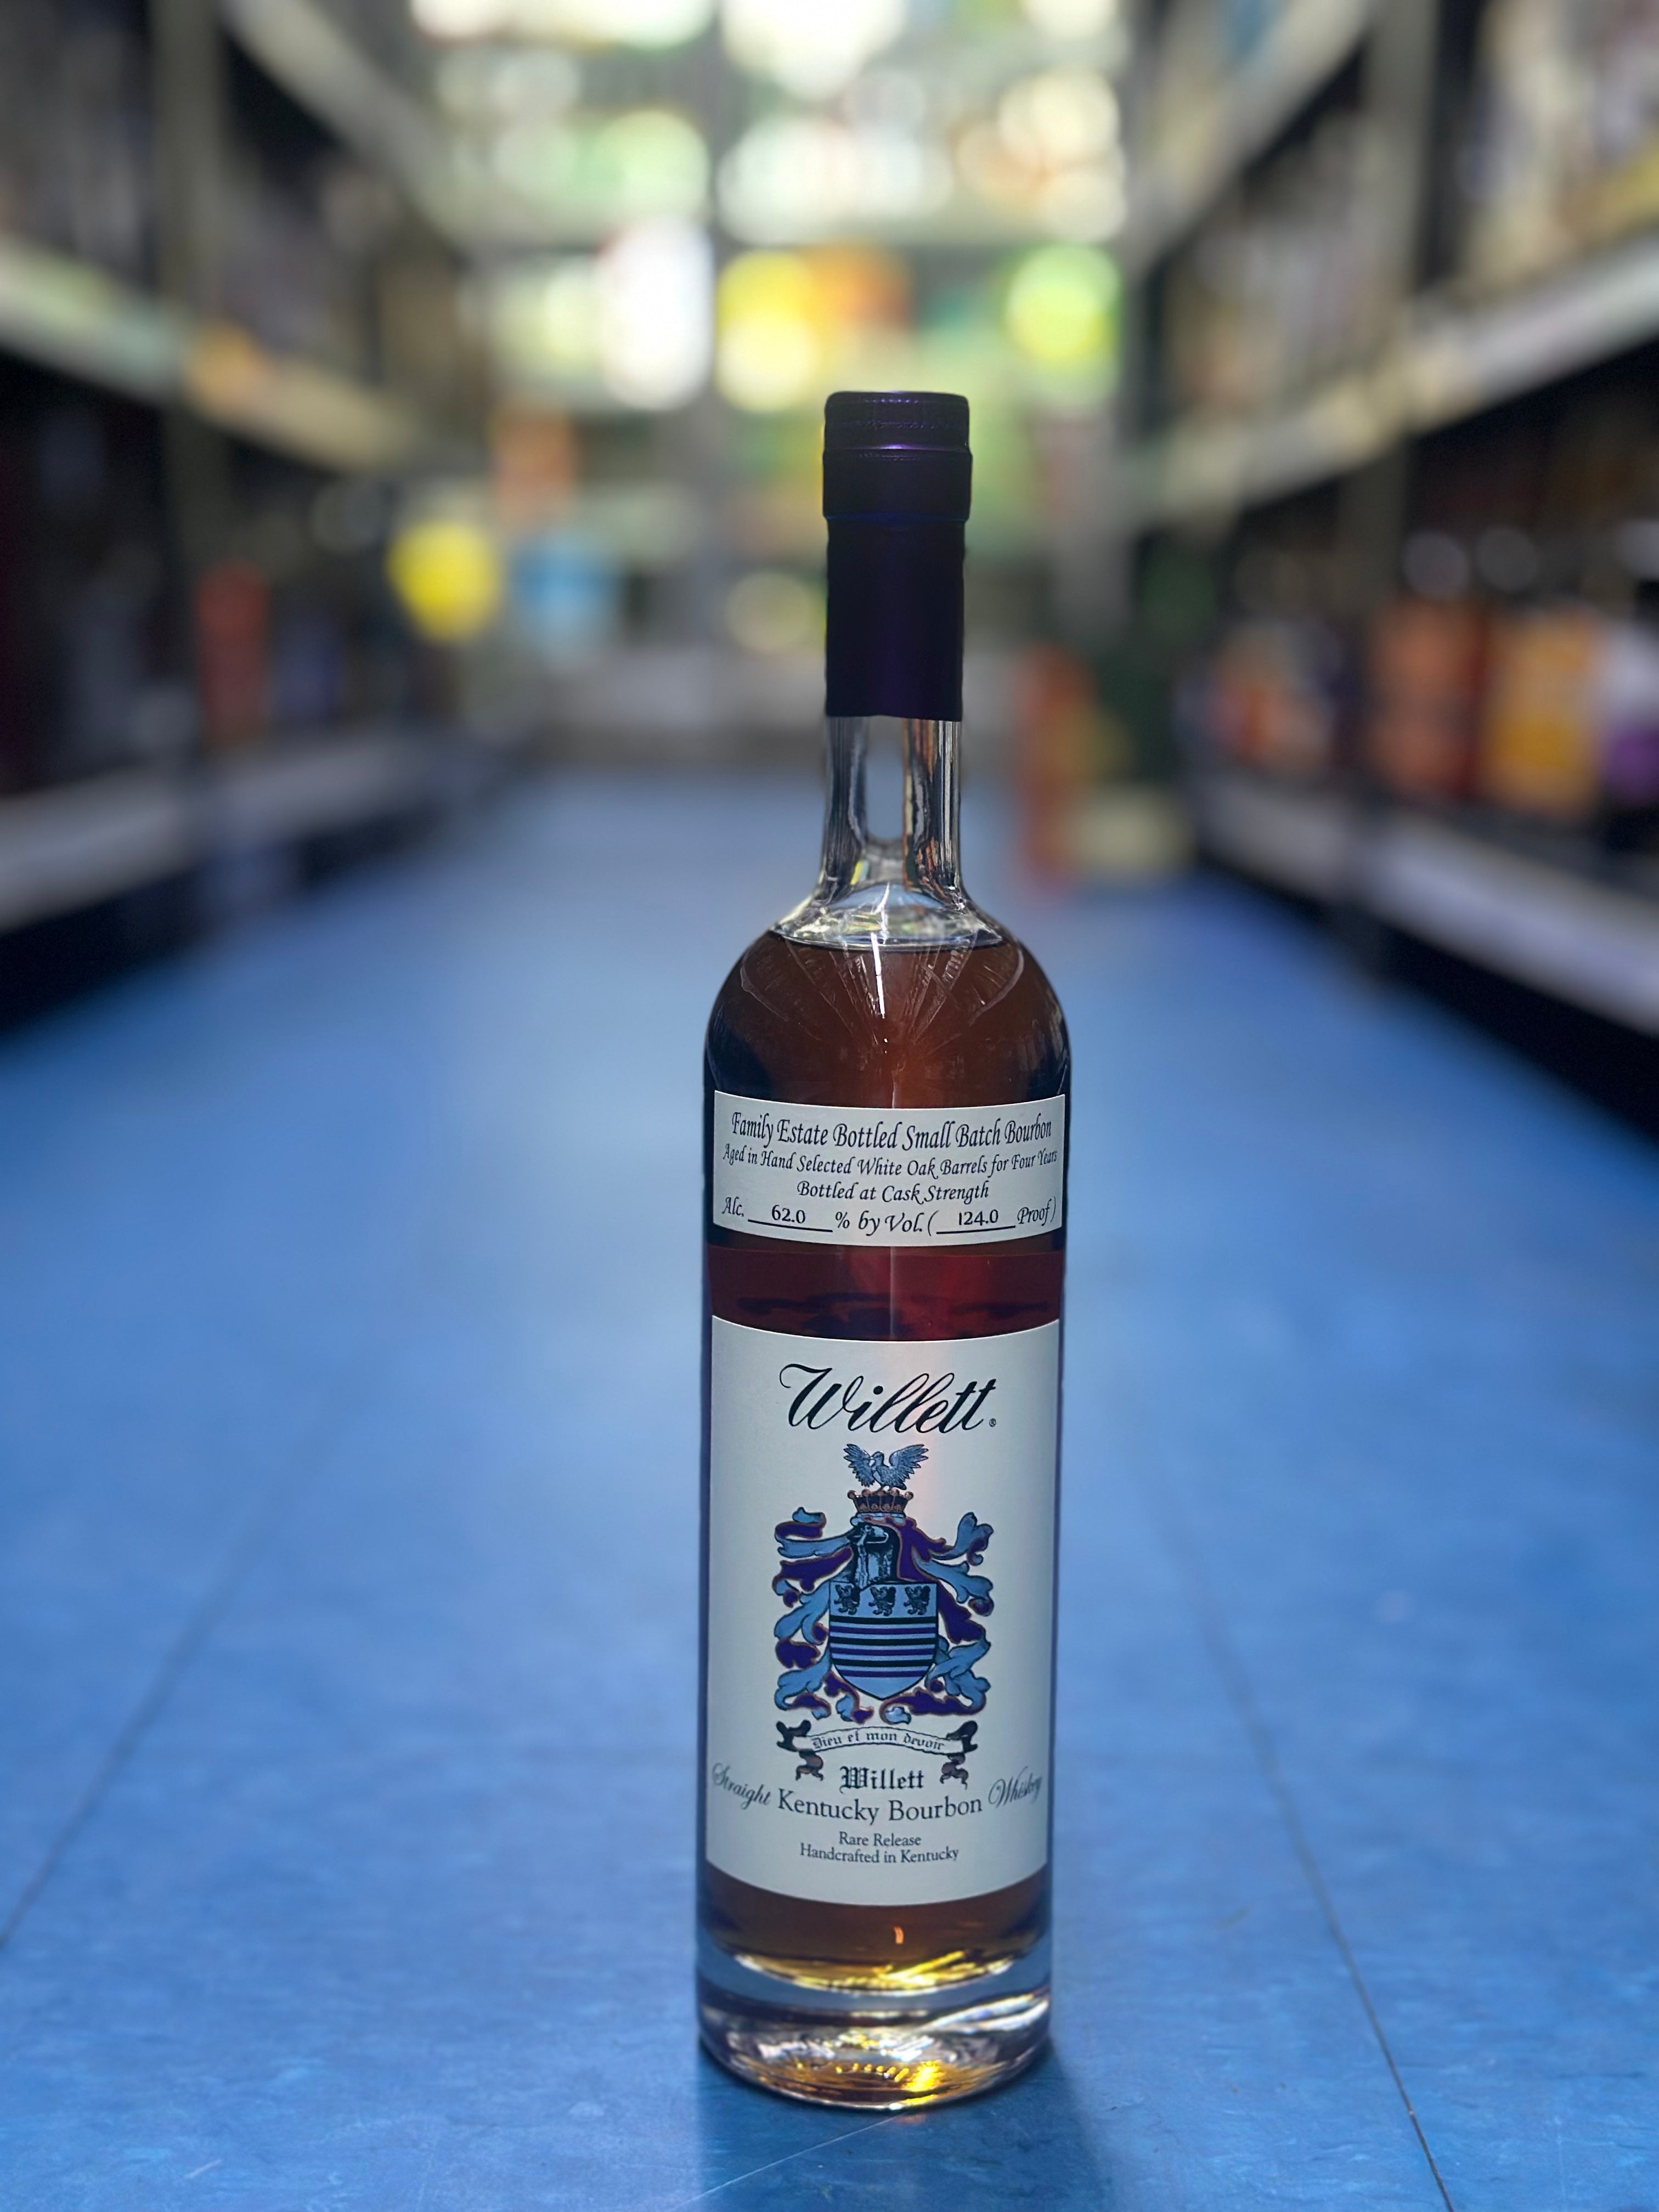 Family Estate Bottled Small Batch Bourbon
Aged in Hand Selected White Oak Barrels for Four Years
Bottled at Cask Strength
Alc. 62.0 % by Vol. ( 124.0 Proof )
Willett®
Dieu et mon devoir
Willett
Straight Kentucky Bourbon Whiskey
Rare Release
Handcrafted in Kentucky